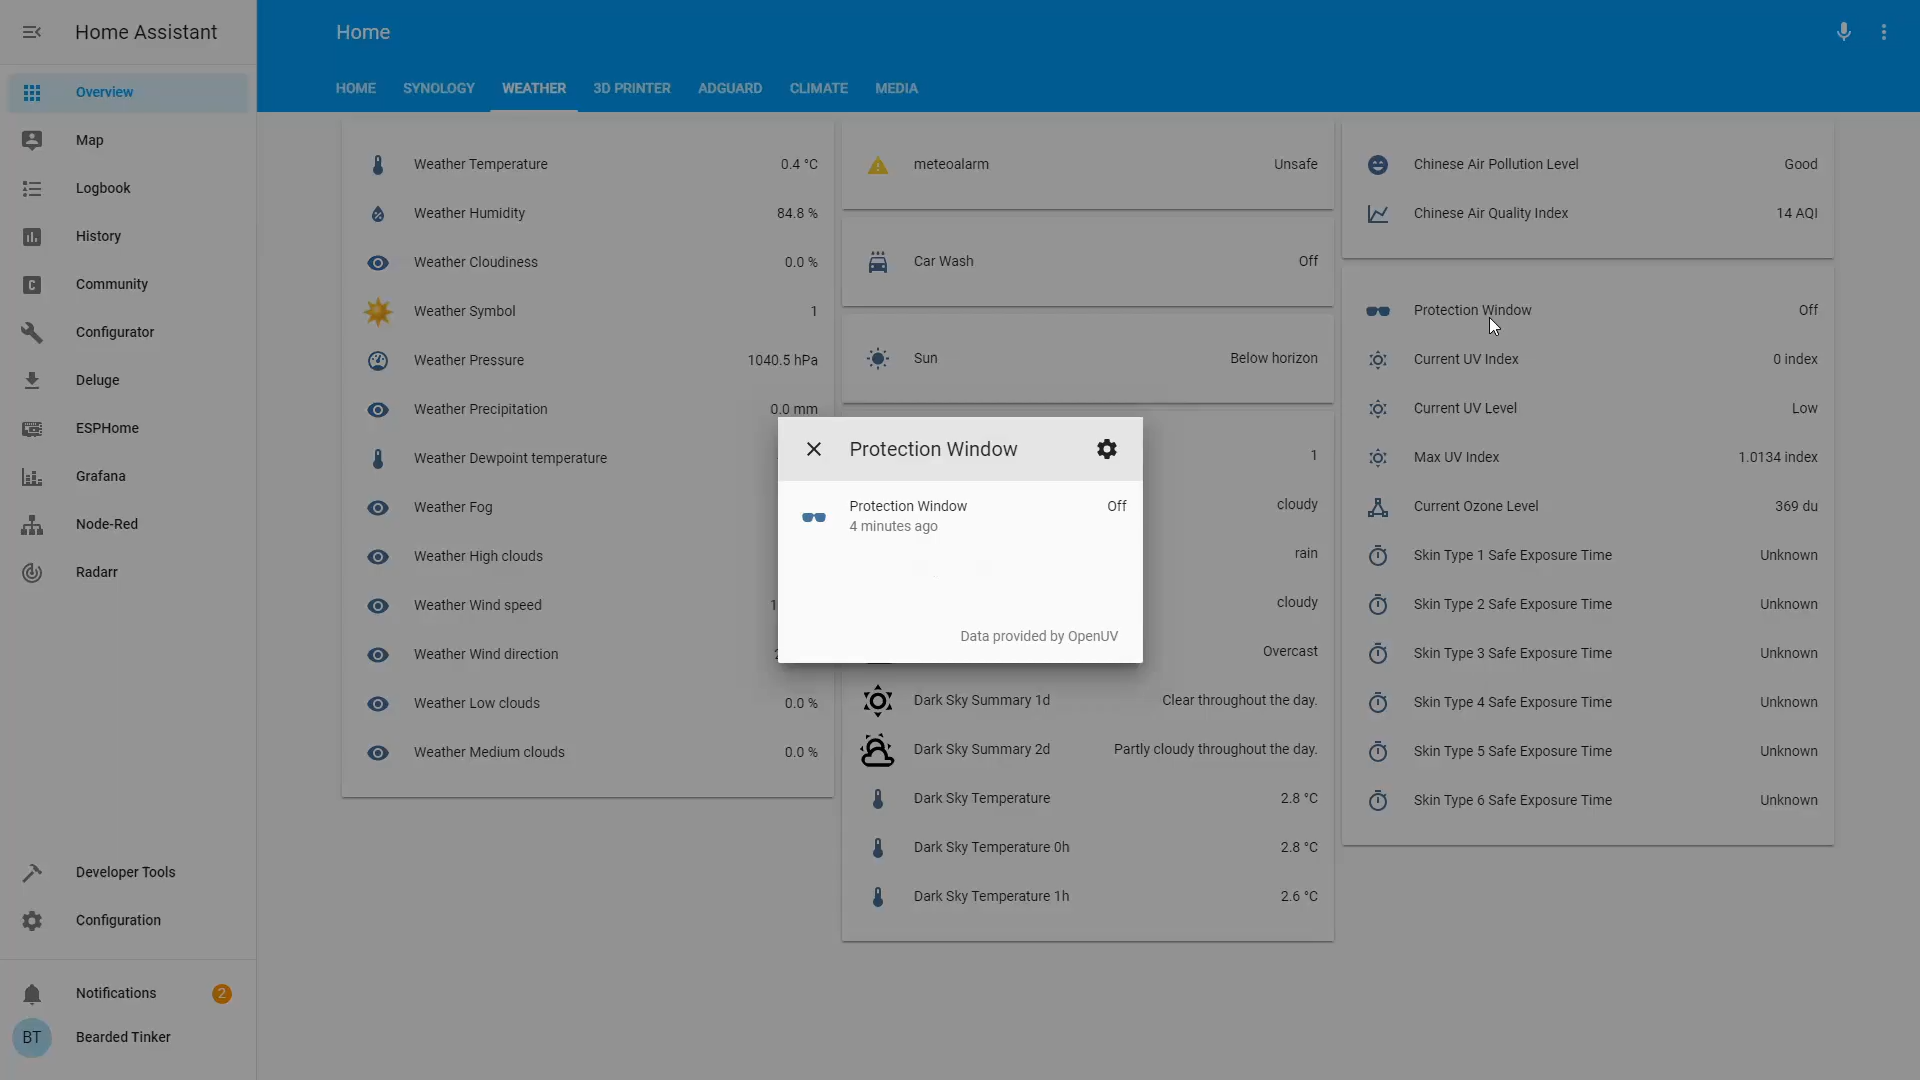 Home Assistant
Overview
Map
Logbook
History
Community
C
Configurator
Deluge
ESPHome
Grafana
Node-Red
Radarr
Developer Tools
Configuration
Notifications 2
BT Bearded Tinker
Home
HOME SYNOLOGY WEATHER 3D PRINTER ADGUARD CLIMATE MEDIA
Weather Temperature 0.4 °C
Weather Humidity 84.8 %
Weather Cloudiness 0.0 %
Weather Symbol 1
Weather Pressure 1040.5 hPa
Weather Precipitation 0.0 mm
Weather Dewpoint temperature
Weather Fog
Weather High clouds
Weather Wind speed
Weather Wind direction
Weather Low clouds 0.0 %
Weather Medium clouds 0.0 %
meteoalarm Unsafe
Car Wash Off
Sun Below horizon
1
cloudy
rain
cloudy
Overcast
Dark Sky Summary 1d Clear throughout the day.
Dark Sky Summary 2d Partly cloudy throughout the day.
Dark Sky Temperature 2.8 °C
Dark Sky Temperature 0h 2.8 °C
Dark Sky Temperature 1h 2.6 °C
Protection Window
Protection Window Off
4 minutes ago
Data provided by OpenUV
Chinese Air Pollution Level Good
Chinese Air Quality Index 14 AQI
Protection Window Off
Current UV Index 0 index
Current UV Level Low
Max UV Index 1.0134 index
Current Ozone Level 369 du
Skin Type 1 Safe Exposure Time Unknown
Skin Type 2 Safe Exposure Time Unknown
Skin Type 3 Safe Exposure Time Unknown
Skin Type 4 Safe Exposure Time Unknown
Skin Type 5 Safe Exposure Time Unknown
Skin Type 6 Safe Exposure Time Unknown